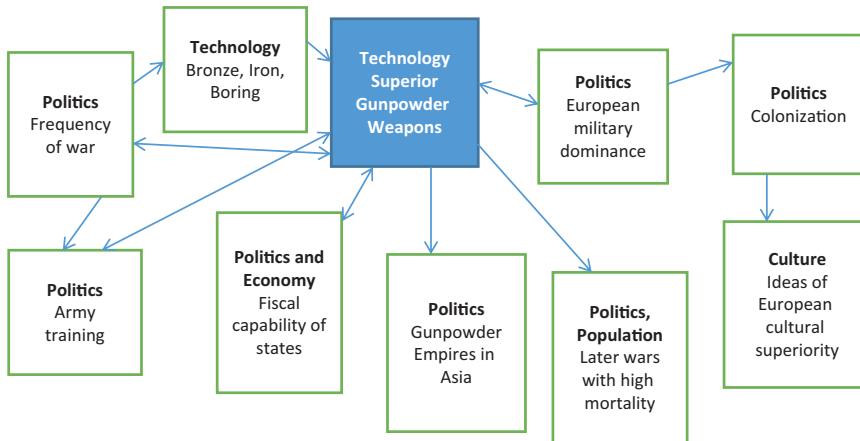 Politics
Frequency
of war
Technology
Bronze, Iron,
Boring
Technology
Superior
Gunpowder
Weapons
Politics
European
military
dominance
Politics
Colonization
Politics
Army
training
Politics and
Economy
Fiscal
capability of
states
Politics
Gunpowder
Empires in
Asia
Politics,
Population
Later wars
with high
mortality
Culture
Ideas of
European
cultural
superiority